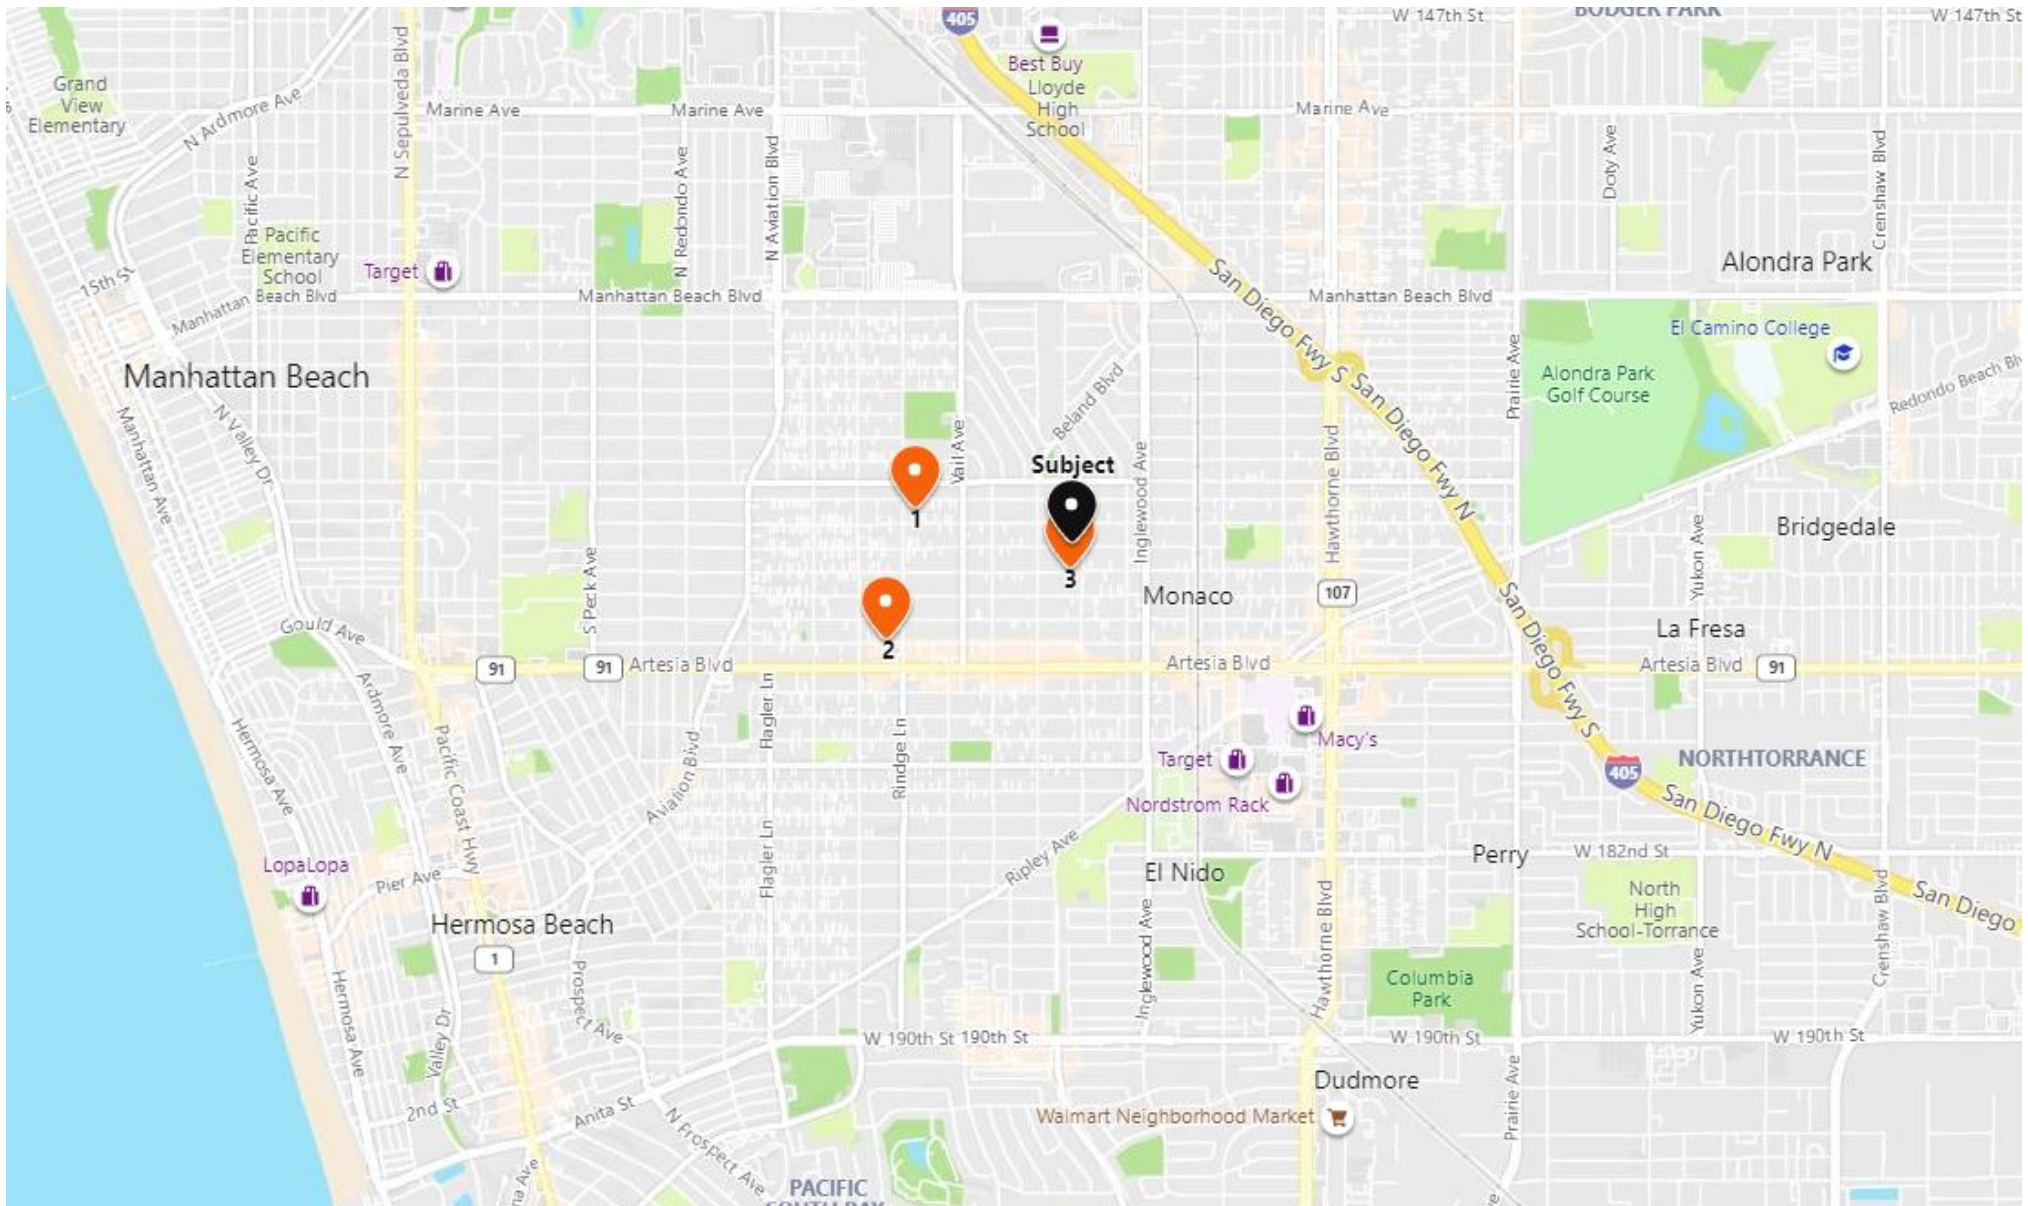 405
W 147th St
BODGER PARK
W 147th St
Best Buy
Lloyde
High
School
Grand
View
Elementary
N Ardmore Ave
N Sepulveda Blvd
Marine Ave
Marine Ave
Marine Ave
Pacific Ave
N Redondo Ave
N Aviation Blvd
Doty Ave
Crenshaw Blvd
Pacific
Elementary
School
Target
Alondra Park
15th St
Manhattan Beach Blvd
Manhattan Beach Blvd
San Diego Fwy S
Manhattan Beach Blvd
El Camino College
Prairie Ave
Alondra Park
Golf Course
Redondo Beach Blv
Manhattan Beach
Manhattan Ave
N Valley Dr
Beland Blvd
San Diego Fwy N
Vail Ave
Inglewood Ave
Hawthorne Blvd
Subject
1
3
2
Bridgedale
Yukon Ave
S Peck Ave
Monaco
107
San Diego Fwy S
La Fresa
Gould Ave
91
91
Artesia Blvd
Artesia Blvd
Artesia Blvd
91
Ardmore Ave
Flagler Ln
Rindge Ln
Hermosa Ave
Pacific Coast Hwy
Aviation Blvd
Macy's
Target
Nordstrom Rack
NORTHTORRANCE
405
San Diego Fwy N
LopaLopa
Pier Ave
Flagler Ln
Ripley Ave
El Nido
Perry
W 182nd St
North
High
School-Torrance
Crenshaw Blvd
San Diego
Hermosa Beach
1
Prospect Ave
Inglewood Ave
Hawthorne Blvd
Columbia
Park
Yukon Ave
Hermosa Ave
Valley Dr
W 190th St
190th St
W 190th St
W 190th St
Dudmore
Prairie Ave
2nd St
Anita St
N Prospect Ave
Walmart Neighborhood Market
PACIFIC
SOUTH BAY